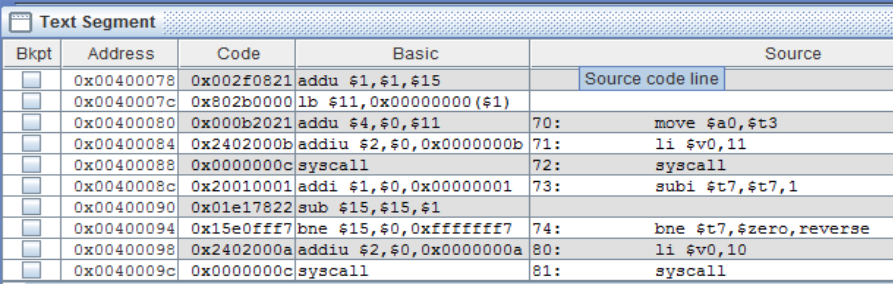 Text Segment
Bkpt Address Code Basic Source
0x00400078 0x002f0821 addu $1,$1,$15 Source code line
0x0040007c 0x802b0000 lb $11,0x00000000($1)
0x00400080 0x000b2021 addu $4,$0,$11 70: move $a0,$t3
0x00400084 0x2402000b addiu $2,$0,0x0000000b 71: li $v0,11
0x00400088 0x0000000c syscall 72: syscall
0x0040008c 0x20010001 addi $1,$0,0x00000001 73: subi $t7,$t7,1
0x00400090 0x01e17822 sub $15,$15,$1
0x00400094 0x15e0fff7 bne $15,$0,0xfffffff7 74: bne $t7,$zero,reverse
0x00400098 0x2402000a addiu $2,$0,0x0000000a 80: li $v0,10
0x0040009c 0x0000000c syscall 81: syscall